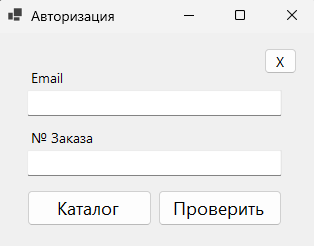 Авторизация
X
Email
№ Заказа
Каталог Проверить